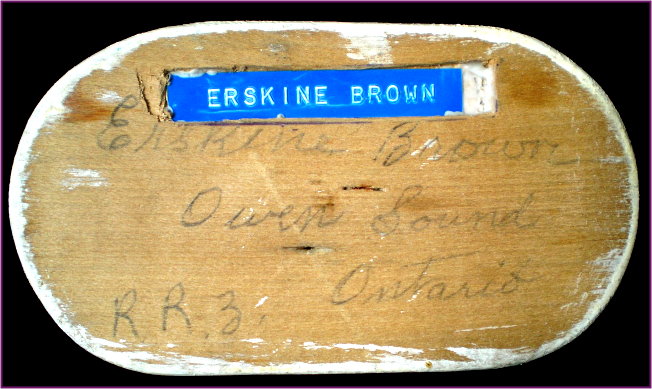 ERSKINE BROWN
Erskine Brown
Owen Sound
Ontario
R.R.3.